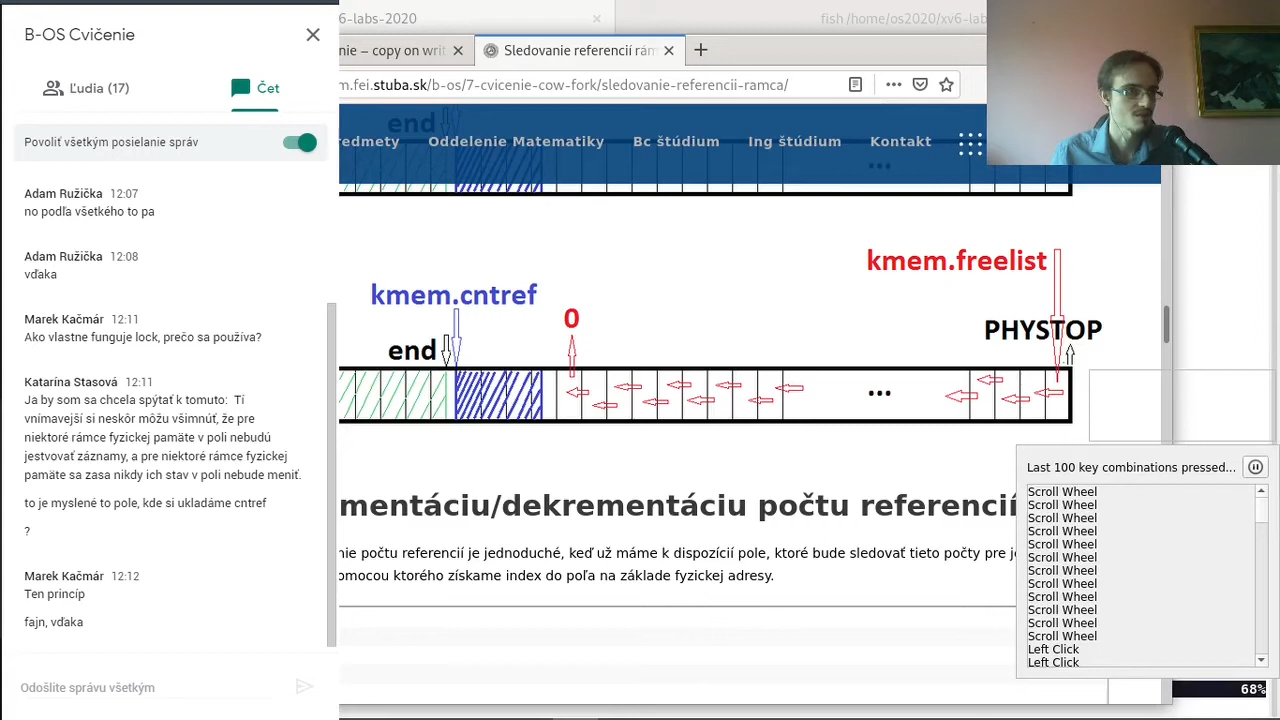 B-OS Cvičenie
Ľudia (17)
Čet
Povoliť všetkým posielanie správ
Adam Ružička 12:07
no podľa všetkého to pa
Adam Ružička 12:08
vďaka
Marek Kačmár 12:11
Ako vlastne funguje lock, prečo sa používa?
Katarína Stasová 12:11
Ja by som sa chcela spýtať k tomuto: Tí
vnímavejší si neskôr môžu všimnúť, že pre
niektoré rámce fyzickej pamäte v poli nebudú
jestvovať záznamy, a pre niektoré rámce fyzickej
pamäte sa zasa nikdy ich stav v poli nebude meniť.
to je myslené to pole, kde si ukladáme cntref
?
Marek Kačmár 12:12
Ten princíp
fajn, vďaka
Odošlite správu všetkým
6-labs-2020
fish /home/os2020/xv6-lab
nie – copy on writ
Sledovanie referencií rám
m.fei.stuba.sk/b-os/7-cvicenie-cow-fork/sledovanie-referencii-ramca/
end
redmety
Oddelenie Matematiky
Bc štúdium
Ing štúdium
Kontakt
...
kmem.freelist
kmem.cntref
0
PHYSTOP
end
...
mentáciu/dekrementáciu počtu referencií
nie počtu referencií je jednoduché, keď už máme k dispozícií pole, ktoré bude sledovať tieto počty pre je
omocou ktorého získame index do poľa na základe fyzickej adresy.
Last 100 key combinations pressed...
Scroll Wheel
Scroll Wheel
Scroll Wheel
Scroll Wheel
Scroll Wheel
Scroll Wheel
Scroll Wheel
Scroll Wheel
Scroll Wheel
Scroll Wheel
Scroll Wheel
Scroll Wheel
Left Click
Left Click
68%